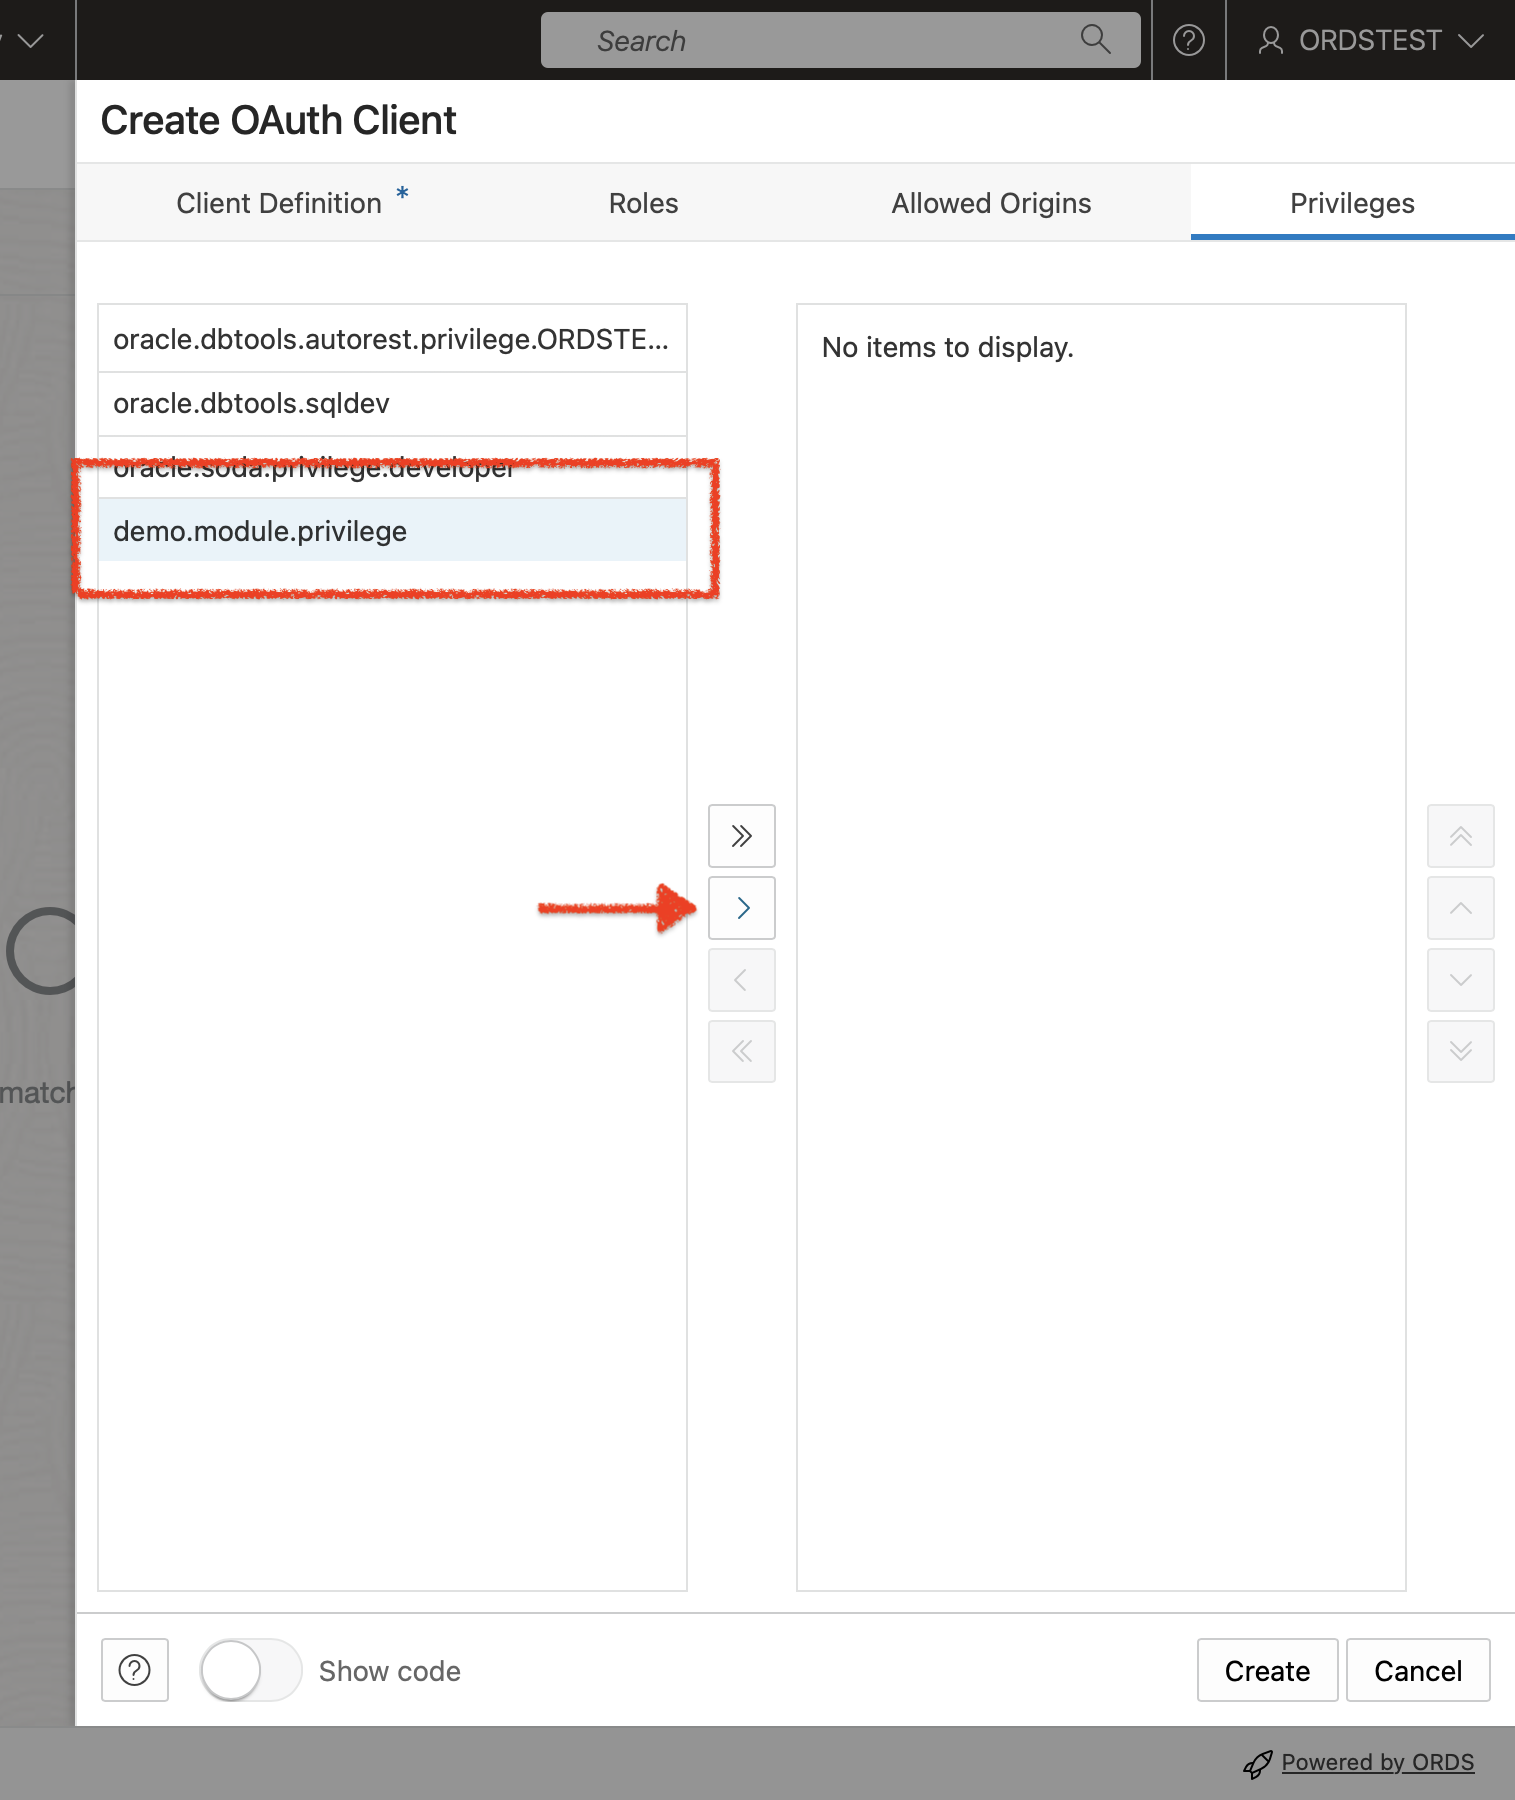 Search
ORDSTEST
Create OAuth Client
Client Definition *
Roles
Allowed Origins
Privileges
oracle.dbtools.autorest.privilege.ORDSTE...
oracle.dbtools.sqldev
oracle.soda.privilege.developer
demo.module.privilege
No items to display.
match
Show code
Create
Cancel
Powered by ORDS